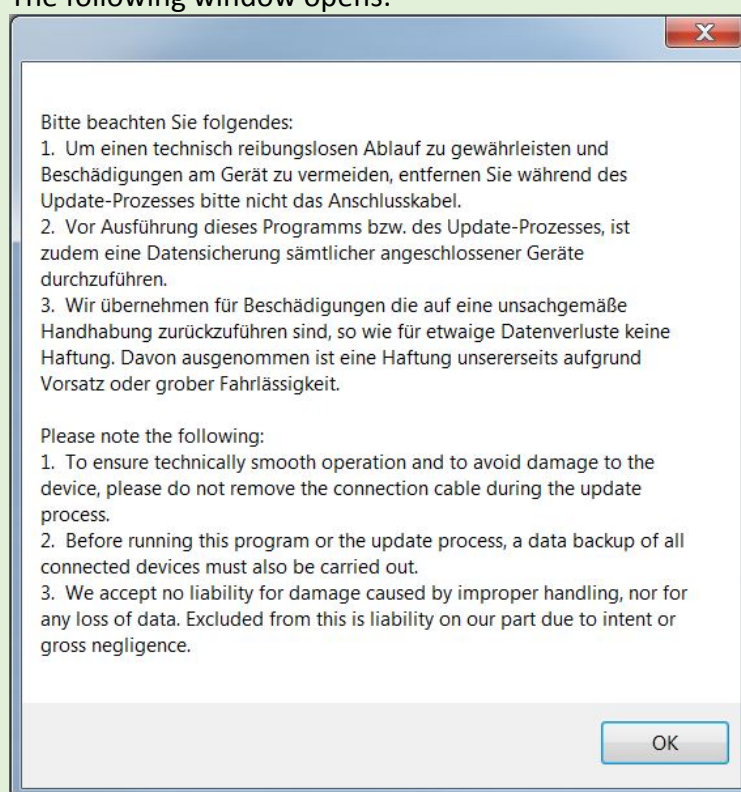 The following window opens:
X
Bitte beachten Sie folgendes:
1. Um einen technisch reibungslosen Ablauf zu gewährleisten und
Beschädigungen am Gerät zu vermeiden, entfernen Sie während des
Update-Prozesses bitte nicht das Anschlusskabel.
2. Vor Ausführung dieses Programms bzw. des Update-Prozesses, ist
zudem eine Datensicherung sämtlicher angeschlossener Geräte
durchzuführen.
3. Wir übernehmen für Beschädigungen die auf eine unsachgemäße
Handhabung zurückzuführen sind, so wie für etwaige Datenverluste keine
Haftung. Davon ausgenommen ist eine Haftung unsererseits aufgrund
Vorsatz oder grober Fahrlässigkeit.
Please note the following:
1. To ensure technically smooth operation and to avoid damage to the
device, please do not remove the connection cable during the update
process.
2. Before running this program or the update process, a data backup of all
connected devices must also be carried out.
3. We accept no liability for damage caused by improper handling, nor for
any loss of data. Excluded from this is liability on our part due to intent or
gross negligence.
OK